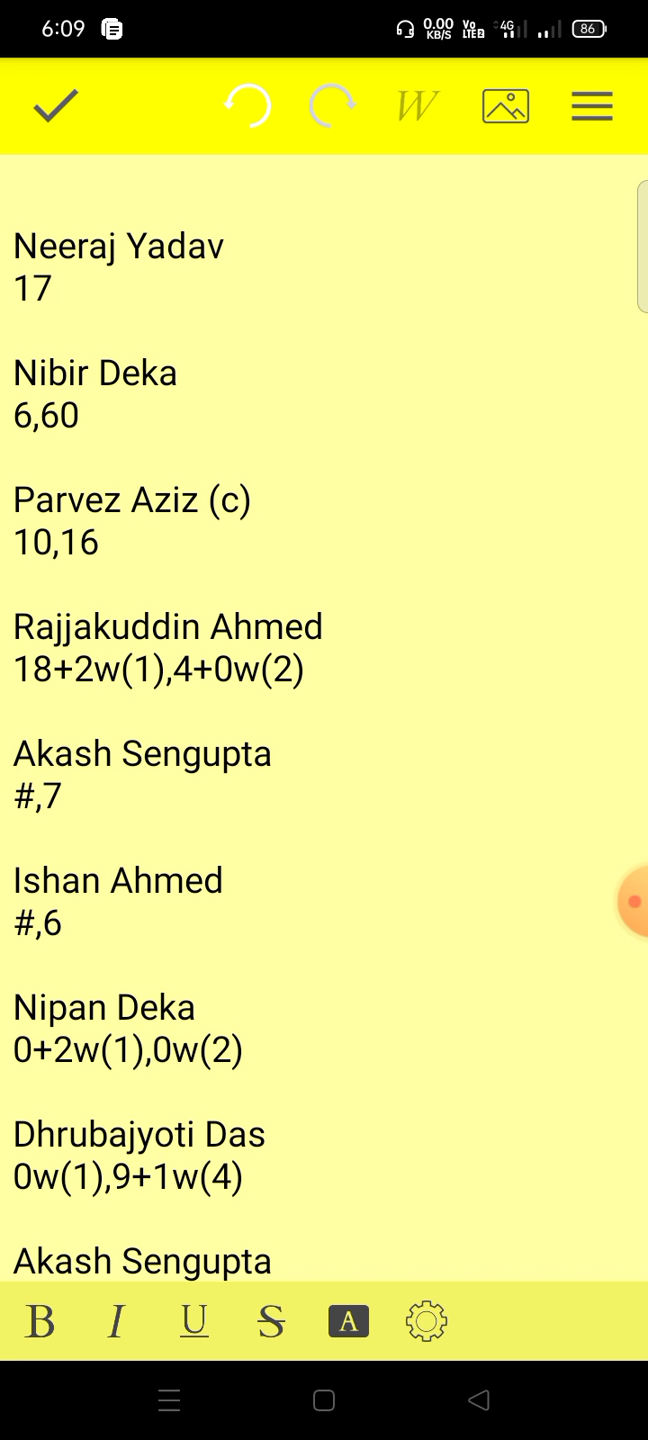 6:09
0.00
KB/S
Vo
LTE2
4G
86
W
Neeraj Yadav
17
Nibir Deka
6,60
Parvez Aziz (c)
10,16
Rajjakuddin Ahmed
18+2w(1),4+0w(2)
Akash Sengupta
#,7
Ishan Ahmed
#,6
Nipan Deka
0+2w(1),0w(2)
Dhrubajyoti Das
0w(1),9+1w(4)
Akash Sengupta
B I U S A